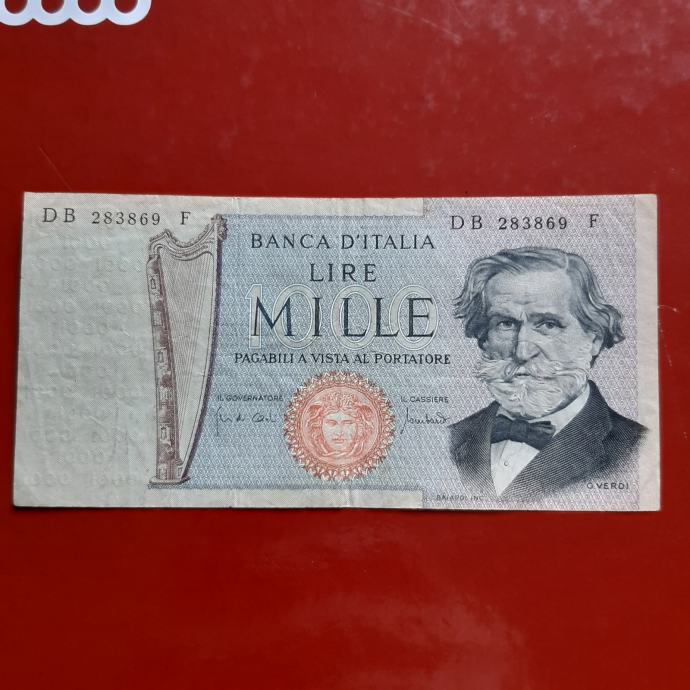 DB 283869 F
DB 283869 F
BANCA D'ITALIA
LIRE
1000
MILLE
PAGABILI A VISTA AL PORTATORE
IL GOVERNATORE
IL CASSIERE
G. VERDI
BAIARDI INC.